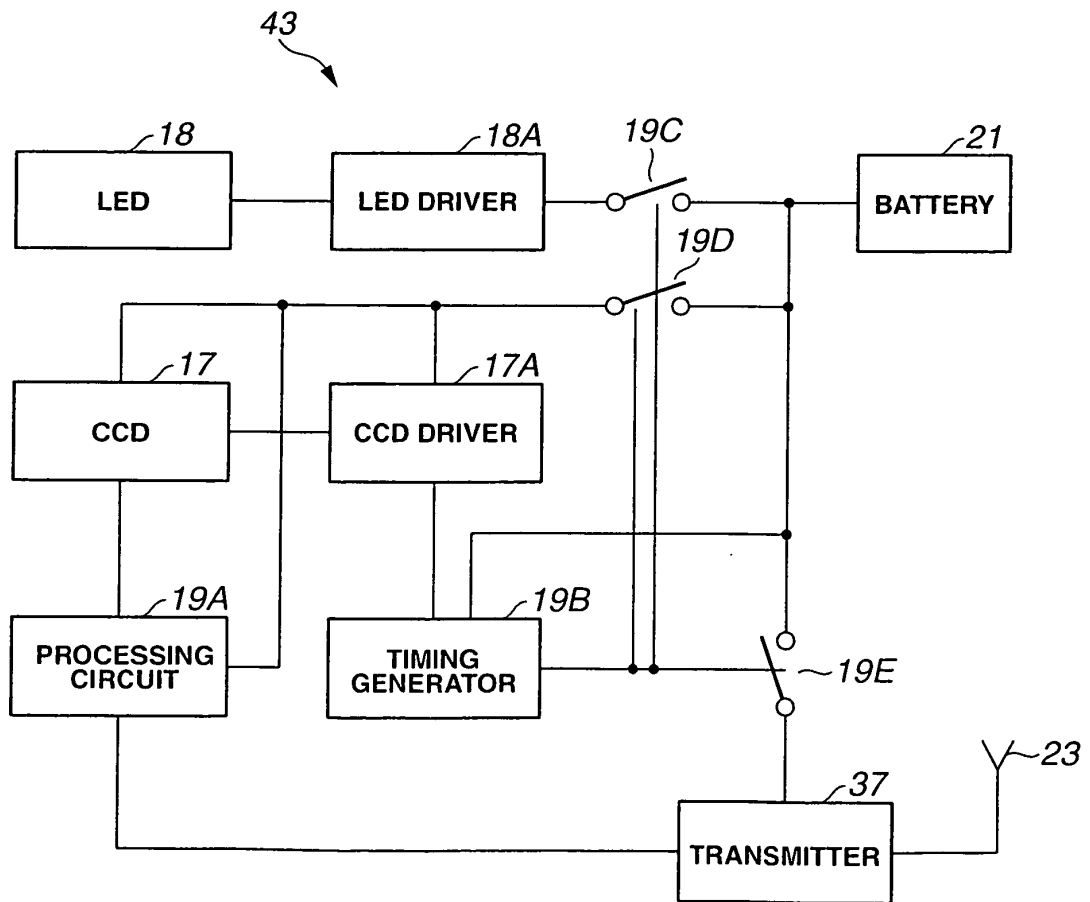 43
18
LED
18A
LED DRIVER
19C
21
BATTERY
19D
17
CCD
17A
CCD DRIVER
19A
PROCESSING
CIRCUIT
19B
TIMING
GENERATOR
19E
23
37
TRANSMITTER